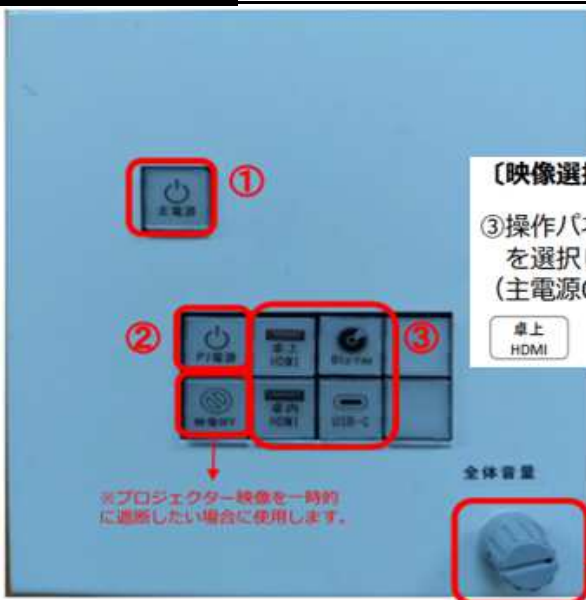 ①
主電源
〔映像選
③操作パ
を選択
（主電源
卓上
HDMI
②
PJ電源
卓上
HDMI
Blu-ray
③
映像OFF
卓内
HDMI
USB-C
※プロジェクター映像を一時的
に遮断したい場合に使用します。
全体音量